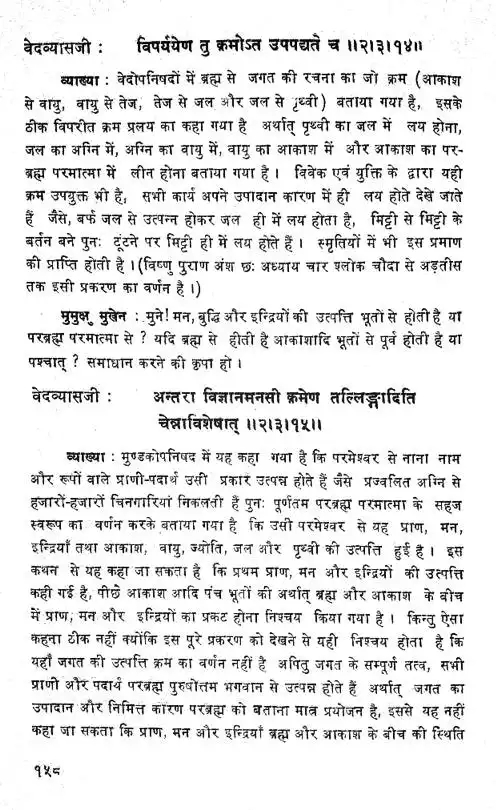 वेदव्यासजी : विपर्ययेण तु क्रमोऽत उपपद्यते च ॥२।३।१४॥
व्याख्या : वेदोपनिषदों में ब्रह्म से जगत की रचना का जो क्रम (आकाश
से वायु, वायु से तेज, तेज से जल और जल से पृथ्वी) बताया गया है, इसके
ठीक विपरीत क्रम प्रलय का कहा गया है अर्थात् पृथ्वी का जल में लय होना,
जल का अग्नि में, अग्नि का वायु में, वायु का आकाश में और आकाश का पर-
ब्रह्म परमात्मा में लीन होना बताया गया है । विवेक एवं युक्ति के द्वारा यही
क्रम उपयुक्त भी है, सभी कार्य अपने उपादान कारण में ही लय होते देखे जाते
हैं जैसे, बर्फ जल से उत्पन्न होकर जल ही में लय होता है, मिट्टी से मिट्टी के
बर्तन बने पुनः टूंटने पर मिट्टी ही में लय होते हैं । स्मृतियों में भी इस प्रमाण
की प्राप्ति होती है । (विष्णु पुराण अंश छः अध्याय चार श्लोक चौदा से अड़तीस
तक इसी प्रकरण का वर्णन है ।)
मुमुक्षु मुखेन : मुने! मन, बुद्धि और इन्द्रियों की उत्पत्ति भूतों से होती है या
परब्रह्म परमात्मा से ? यदि ब्रह्म से होती है आकाशादि भूतों से पूर्व होती है या
पश्चात् ? समाधान करने की कृपा हो ।
वेदव्यासजी : अन्तरा विज्ञानमनसी क्रमेण तल्लिङ्गादिति
चेन्नाविशेषात् ॥२।३।१५॥
व्याख्या : मुण्डकोपनिषद में यह कहा गया है कि परमेश्वर से नाना नाम
और रूपों वाले प्राणी-पदार्थ उसी प्रकार उत्पन्न होते हैं जैसे प्रज्वलित अग्नि से
हजारों-हजारों चिनगारियां निकलती हैं पुनः पूर्णतम परब्रह्म परमात्मा के सहज
स्वरूप का वर्णन करके बताया गया है कि उसी परमेश्वर से यह प्राण, मन,
इन्द्रियाँ तथा आकाश, वायु, ज्योति, जल और पृथ्वी की उत्पति हुई है । इस
कथन से यह कहा जा सकता है कि प्रथम प्राण, मन और इन्द्रियों की उत्पत्ति
कही गई है, पीछे आकाश आदि पंच भूतों की अर्थात् ब्रह्म और आकाश के बीच
में प्राण, मन और इन्द्रियों का प्रकट होना निश्चय किया गया है । किन्तु ऐसा
कहना ठीक नहीं क्योंकि इस पूरे प्रकरण को देखने से यही निश्चय होता है कि
यहाँ जगत की उत्पत्ति क्रम का वर्णन नहीं है अपितु जगत के सम्पूर्ण तत्व, सभी
प्राणी और पदार्थ परब्रह्म पुरुषोत्तम भगवान से उत्पन्न होते हैं अर्थात् जगत का
उपादान और निमित्त कारण परब्रह्म को बताना मात्र प्रयोजन है, इससे यह नहीं
कहा जा सकता कि प्राण, मन और इन्द्रियाँ ब्रह्म और आकाश के बीच की स्थिति
१५८